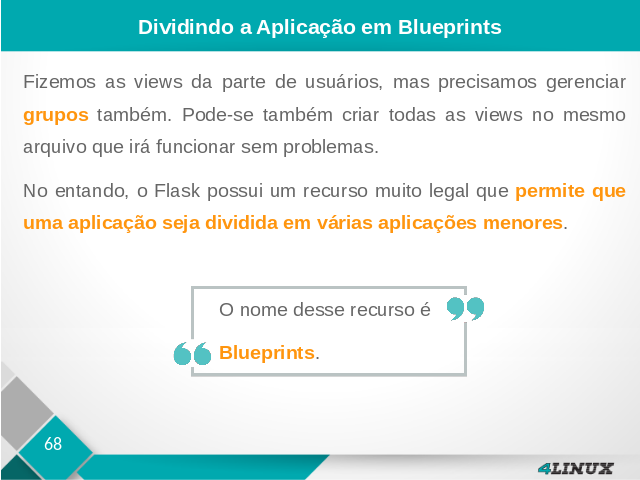 Dividindo a Aplicação em Blueprints
Fizemos as views da parte de usuários, mas precisamos gerenciar
grupos também. Pode-se também criar todas as views no mesmo
arquivo que irá funcionar sem problemas.
No entando, o Flask possui um recurso muito legal que permite que
uma aplicação seja dividida em várias aplicações menores.
O nome desse recurso é
Blueprints.
68
4LINUX